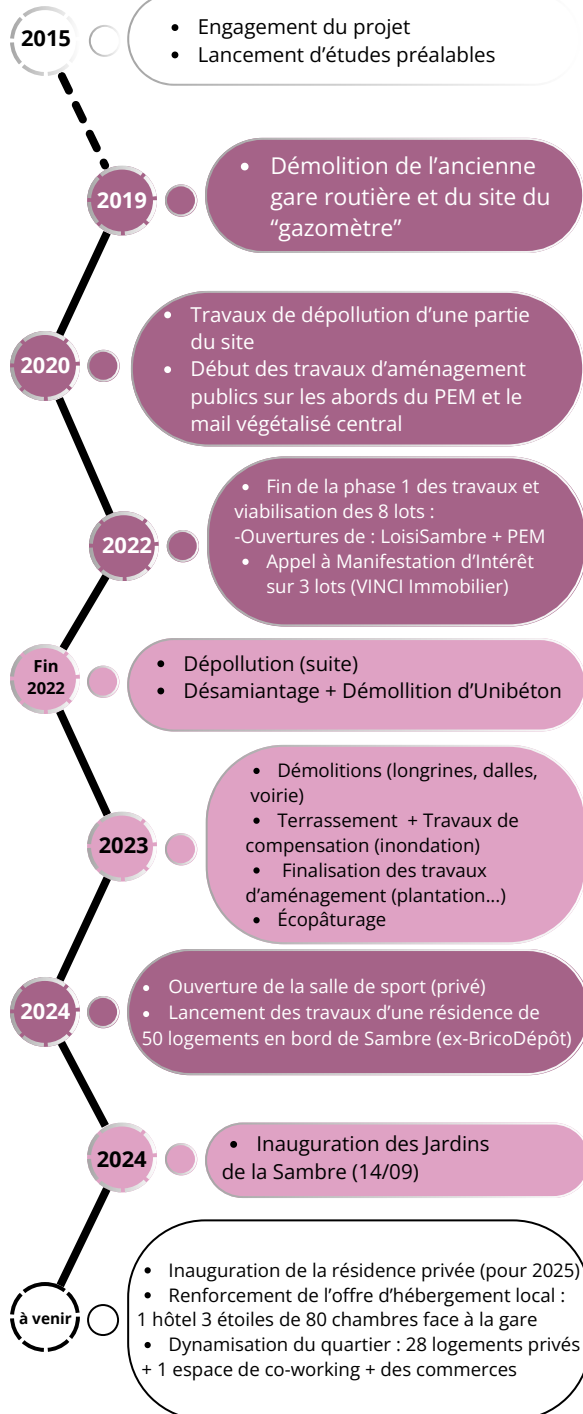 2015
• Engagement du projet
• Lancement d’études préalables
2019
• Démolition de l’ancienne
gare routière et du site du
“gazomètre”
2020
• Travaux de dépollution d’une partie
du site
• Début des travaux d’aménagement
publics sur les abords du PEM et le
mail végétalisé central
2022
• Fin de la phase 1 des travaux et
viabilisation des 8 lots :
-Ouvertures de : LoisiSambre + PEM
• Appel à Manifestation d’Intérêt
sur 3 lots (VINCI Immobilier)
Fin
2022
• Dépollution (suite)
• Désamiantage + Démollition d’Unibéton
2023
• Démolitions (longrines, dalles,
voirie)
• Terrassement + Travaux de
compensation (inondation)
• Finalisation des travaux
d’aménagement (plantation...)
• Écopâturage
2024
• Ouverture de la salle de sport (privé)
• Lancement des travaux d’une résidence de
50 logements en bord de Sambre (ex-BricoDépôt)
2024
• Inauguration des Jardins
de la Sambre (14/09)
à venir
• Inauguration de la résidence privée (pour 2025)
• Renforcement de l’offre d’hébergement local :
1 hôtel 3 étoiles de 80 chambres face à la gare
• Dynamisation du quartier : 28 logements privés
+ 1 espace de co-working + des commerces